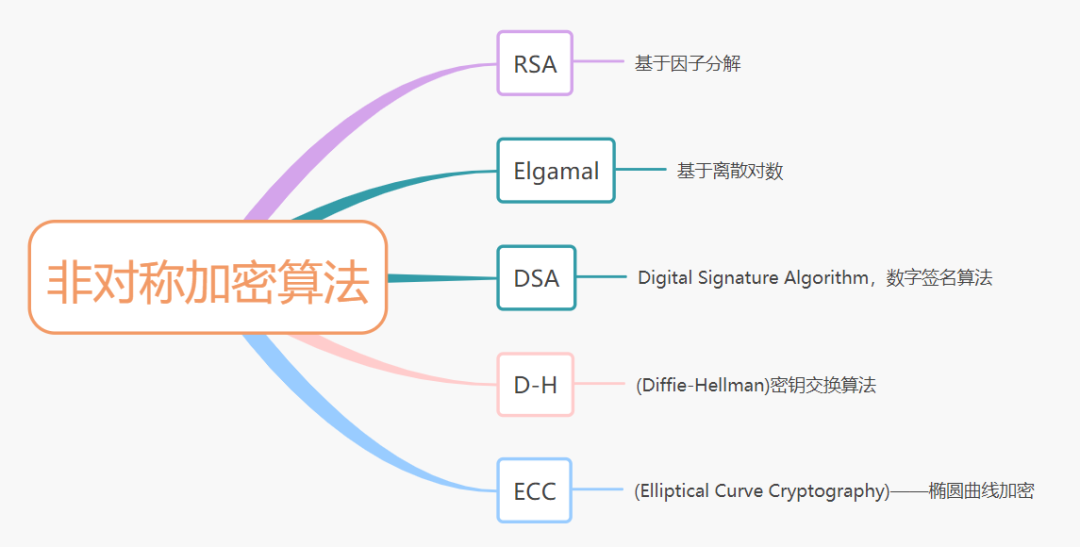 非对称加密算法
RSA
基于因子分解
Elgamal
基于离散对数
DSA
Digital Signature Algorithm，数字签名算法
D-H
(Diffie-Hellman)密钥交换算法
ECC
(Elliptical Curve Cryptography)——椭圆曲线加密